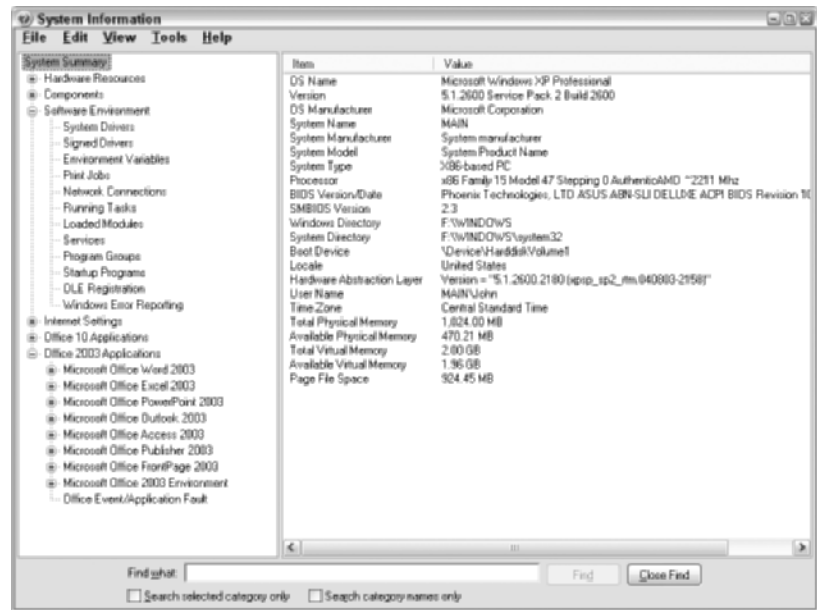 System Information
File Edit View Tools Help
System Summary
Hardware Resources
Components
Software Environment
System Drivers
Signed Drivers
Environment Variables
Print Jobs
Network Connections
Running Tasks
Loaded Modules
Services
Program Groups
Startup Programs
OLE Registration
Windows Error Reporting
Internet Settings
Office 10 Applications
Office 2003 Applications
Microsoft Office Word 2003
Microsoft Office Excel 2003
Microsoft Office PowerPoint 2003
Microsoft Office Outlook 2003
Microsoft Office Access 2003
Microsoft Office Publisher 2003
Microsoft Office FrontPage 2003
Microsoft Office 2003 Environment
Office Event/Application Fault
Item Value
OS Name Microsoft Windows XP Professional
Version 5.1.2600 Service Pack 2 Build 2600
OS Manufacturer Microsoft Corporation
System Name MAIN
System Manufacturer System manufacturer
System Model System Product Name
System Type X86-based PC
Processor x86 Family 15 Model 47 Stepping 0 AuthenticAMD ~2211 Mhz
BIOS Version/Date Phoenix Technologies, LTD ASUS A8N-SLI DELUXE ACPI BIOS Revision 10
SMBIOS Version 2.3
Windows Directory F:\WINDOWS
System Directory F:\WINDOWS\system32
Boot Device \Device\HarddiskVolume1
Locale United States
Hardware Abstraction Layer Version = "5.1.2600.2180 (xpsp_sp2_rtm.040803-2158)"
User Name MAIN\John
Time Zone Central Standard Time
Total Physical Memory 1,024.00 MB
Available Physical Memory 470.21 MB
Total Virtual Memory 2.00 GB
Available Virtual Memory 1.96 GB
Page File Space 924.45 MB
Find what: Find Close Find
Search selected category only Search category names only